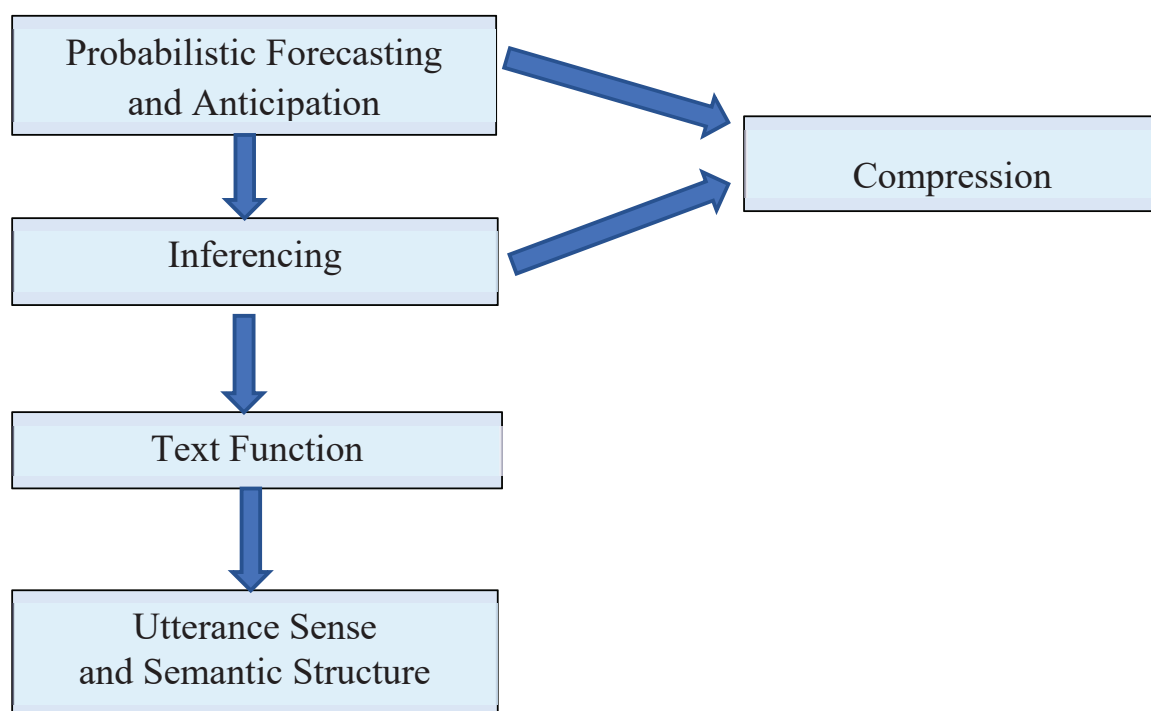 Probabilistic Forecasting
and Anticipation
Compression
Inferencing
Text Function
Utterance Sense
and Semantic Structure